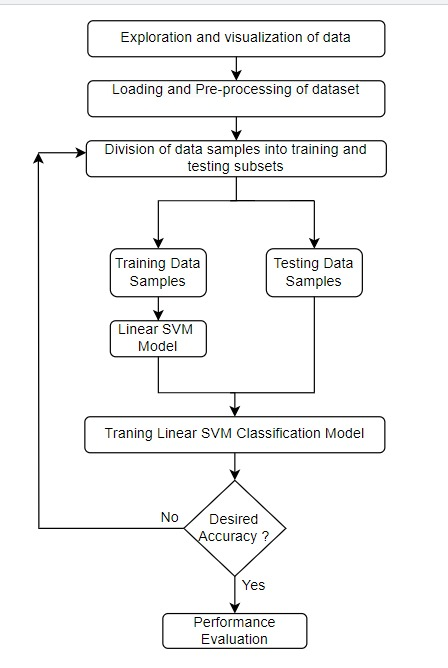 Exploration and visualization of data
Loading and Pre-processing of dataset
Division of data samples into training and
testing subsets
Training Data
Samples
Testing Data
Samples
Linear SVM
Model
Traning Linear SVM Classification Model
Desired
Accuracy ?
No
Yes
Performance
Evaluation